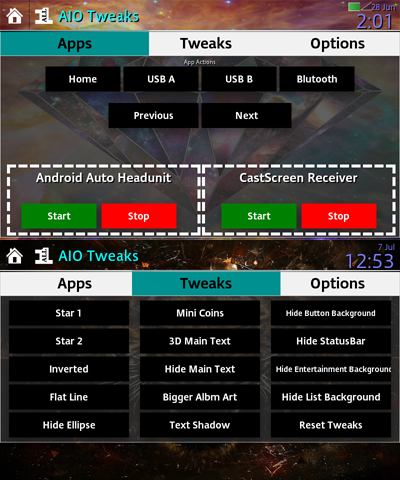 AIO Tweaks
28 Jun
2:01
Apps Tweaks Options
App Actions
Home USB A USB B Blutooth
Previous Next
Android Auto Headunit CastScreen Receiver
Start Stop Start Stop
AIO Tweaks
7 Jul
12:53
Apps Tweaks Options
Star 1 Mini Coins Hide Button Background
Star 2 3D Main Text Hide StatusBar
Inverted Hide Main Text Hide Entertainment Background
Flat Line Bigger Albm Art Hide List Background
Hide Ellipse Text Shadow Reset Tweaks